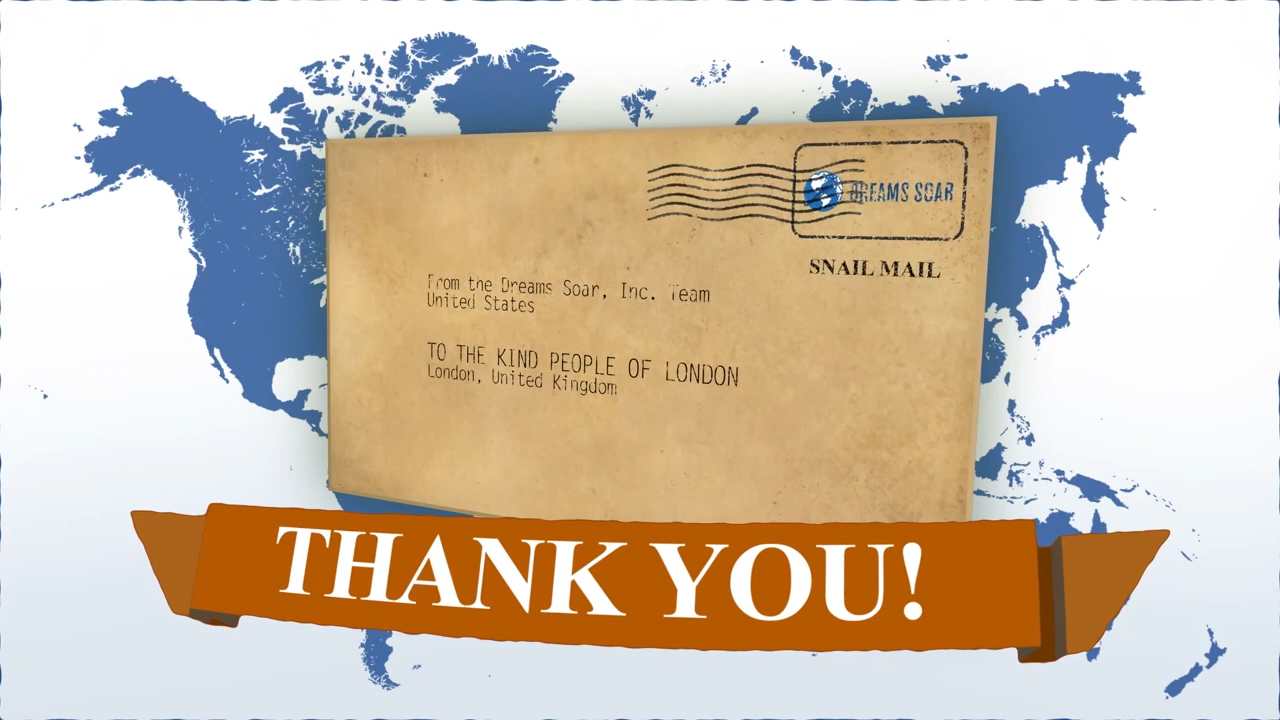 DREAMS SOAR
SNAIL MAIL
From the Dreams Soar, Inc. Team
United States
TO THE KIND PEOPLE OF LONDON
London, United Kingdom
THANK YOU!